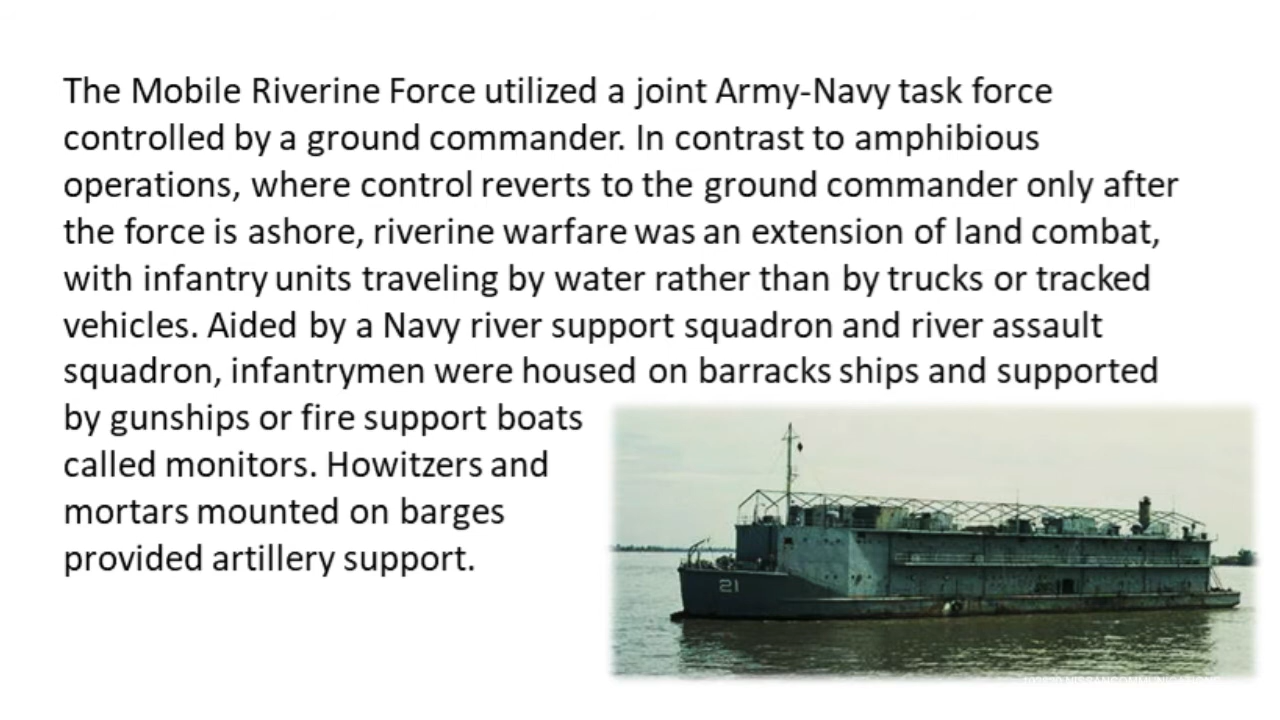 The Mobile Riverine Force utilized a joint Army-Navy task force
controlled by a ground commander. In contrast to amphibious
operations, where control reverts to the ground commander only after
the force is ashore, riverine warfare was an extension of land combat,
with infantry units traveling by water rather than by trucks or tracked
vehicles. Aided by a Navy river support squadron and river assault
squadron, infantrymen were housed on barracks ships and supported
by gunships or fire support boats
called monitors. Howitzers and
mortars mounted on barges
provided artillery support.
21